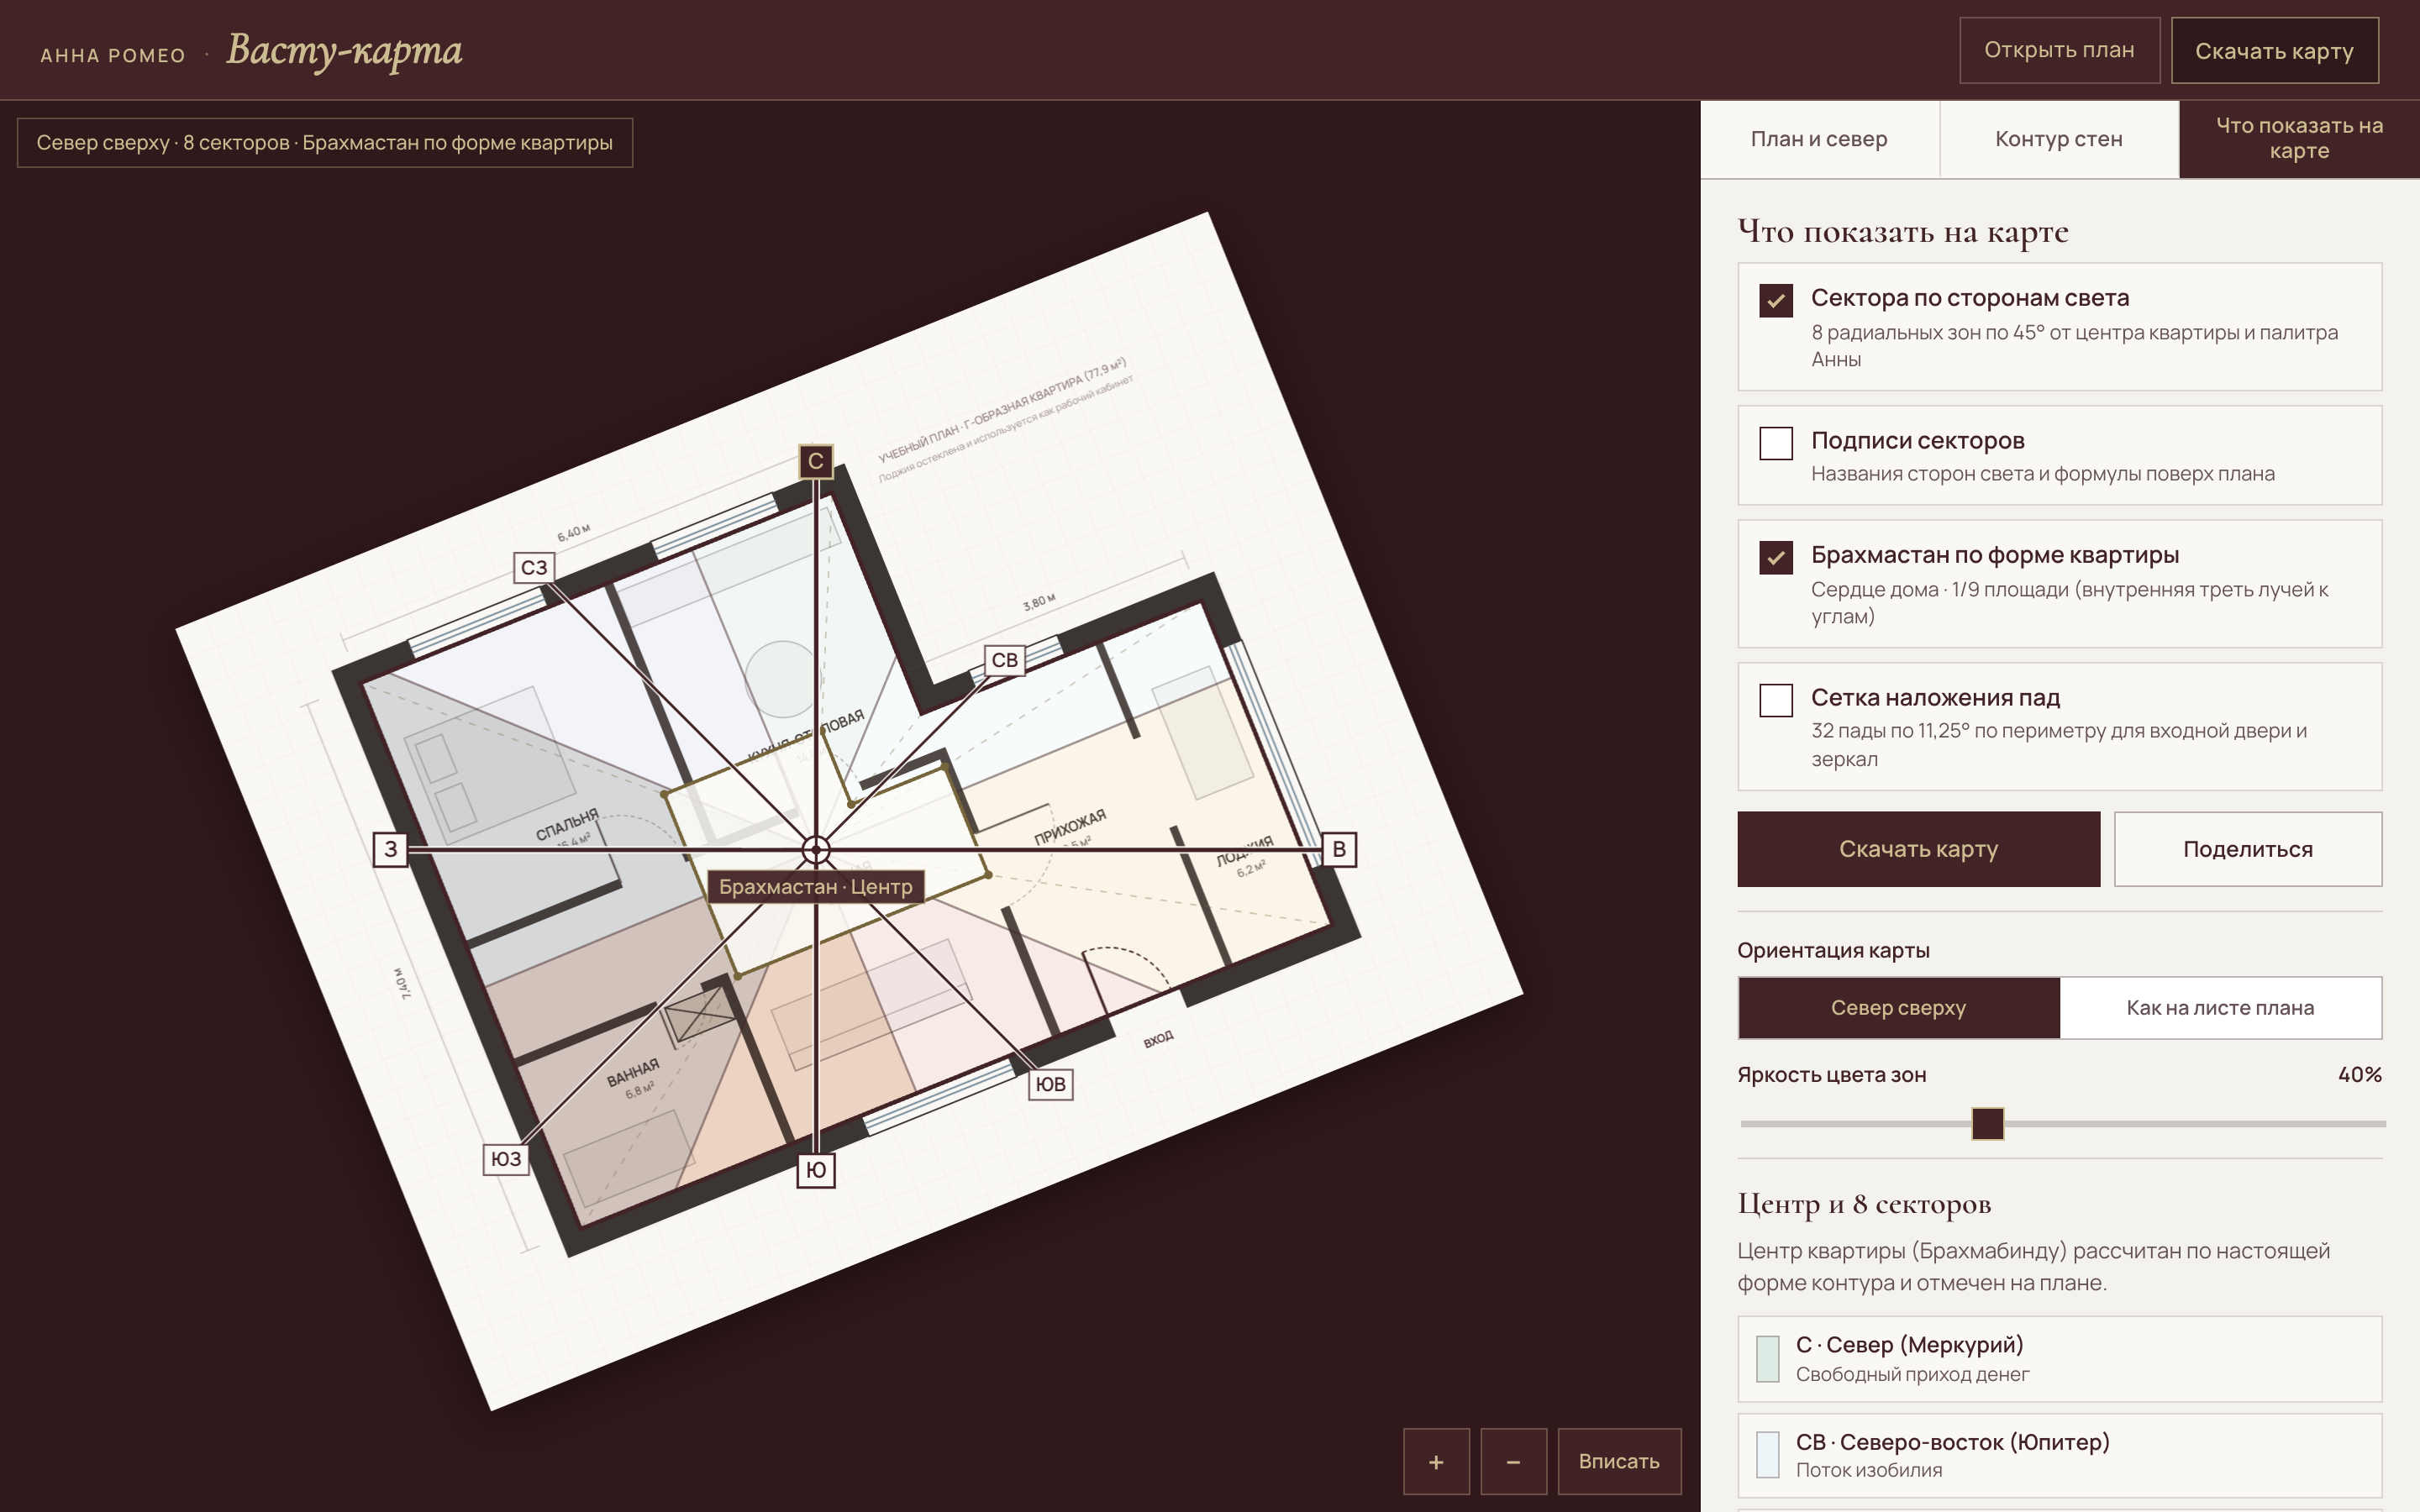 АННА РОМЕО · Васту-карта
Открыть план
Скачать карту
Север сверху · 8 секторов · Брахмастан по форме квартиры
План и север
Контур стен
Что показать на
карте
УЧЕБНЫЙ ПЛАН · Г-ОБРАЗНАЯ КВАРТИРА (77,9 м²)
Лоджия остеклена и используется как рабочий кабинет
С
6,40 м
СЗ
3,80 м
СВ
СПАЛЬНЯ
ПРИХОЖАЯ
З
В
6,2 м²
Брахмастан · Центр
7,40 м
ВХОД
ВАННАЯ
6,8 м²
ЮВ
ЮЗ
Ю
+
−
Вписать
Что показать на карте
Сектора по сторонам света
8 радиальных зон по 45° от центра квартиры и палитра
Анны
Подписи секторов
Названия сторон света и формулы поверх плана
Брахмастан по форме квартиры
Сердце дома · 1/9 площади (внутренняя треть лучей к
углам)
Сетка наложения пад
32 пады по 11,25° по периметру для входной двери и
зеркал
Скачать карту
Поделиться
Ориентация карты
Север сверху
Как на листе плана
Яркость цвета зон
40%
Центр и 8 секторов
Центр квартиры (Брахмабинду) рассчитан по настоящей
форме контура и отмечен на плане.
С · Север (Меркурий)
Свободный приход денег
СВ · Северо-восток (Юпитер)
Поток изобилия